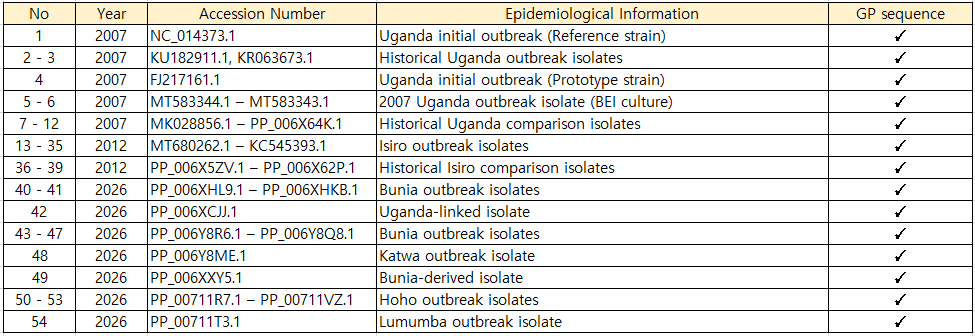 No Year Accession Number Epidemiological Information GP sequence
1 2007 NC_014373.1 Uganda initial outbreak (Reference strain) ✓
2 - 3 2007 KU182911.1, KR063673.1 Historical Uganda outbreak isolates ✓
4 2007 FJ217161.1 Uganda initial outbreak (Prototype strain) ✓
5 - 6 2007 MT583344.1 – MT583343.1 2007 Uganda outbreak isolate (BEI culture) ✓
7 - 12 2007 MK028856.1 – PP_006X64K.1 Historical Uganda comparison isolates ✓
13 - 35 2012 MT680262.1 – KC545393.1 Isiro outbreak isolates ✓
36 - 39 2012 PP_006X5ZV.1 – PP_006X62P.1 Historical Isiro comparison isolates ✓
40 - 41 2026 PP_006XHL9.1 – PP_006XHKB.1 Bunia outbreak isolates ✓
42 2026 PP_006XCJJ.1 Uganda-linked isolate ✓
43 - 47 2026 PP_006Y8R6.1 – PP_006Y8Q8.1 Bunia outbreak isolates ✓
48 2026 PP_006Y8ME.1 Katwa outbreak isolate ✓
49 2026 PP_006XXY5.1 Bunia-derived isolate ✓
50 - 53 2026 PP_00711R7.1 – PP_00711VZ.1 Hoho outbreak isolates ✓
54 2026 PP_00711T3.1 Lumumba outbreak isolate ✓